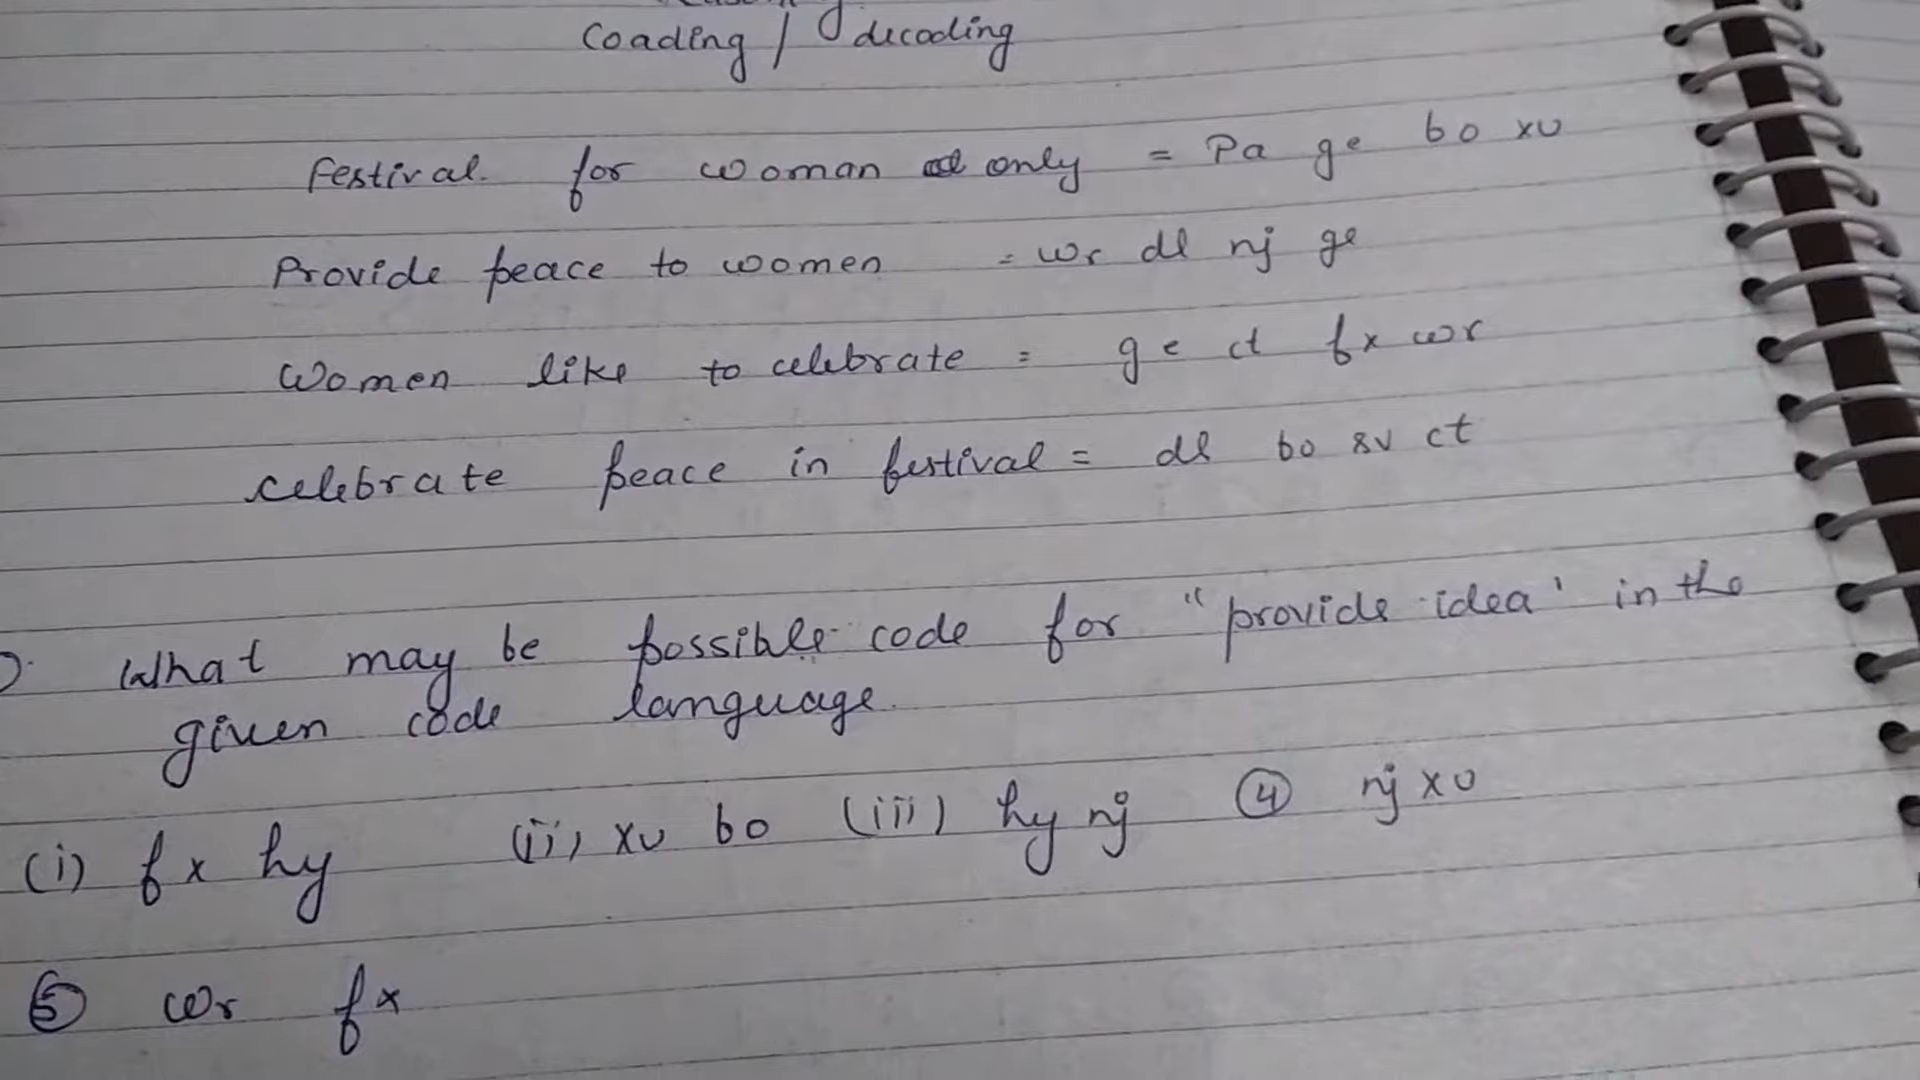 Coading / decoding
Festival for woman only = Pa ge bo xu
Provide peace to women = wr dl nj ge
Women like to celebrate = ge ct fx wr
celebrate peace in festival = dl bo sv ct
What may be possible code for "provide idea' in the
given code language.
(i) fx hy (ii) xu bo (iii) hy nj ④ nj xu
⑤ wr fx